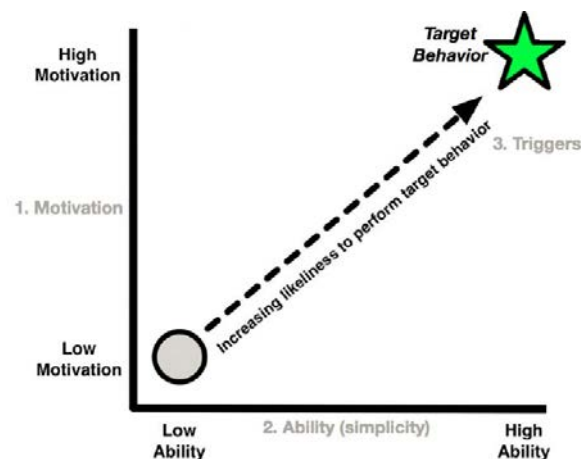 High
Motivation
Target
Behavior
3. Triggers
1. Motivation
Increasing likeliness to perform target behavior
Low
Motivation
Low
Ability
2. Ability (simplicity)
High
Ability